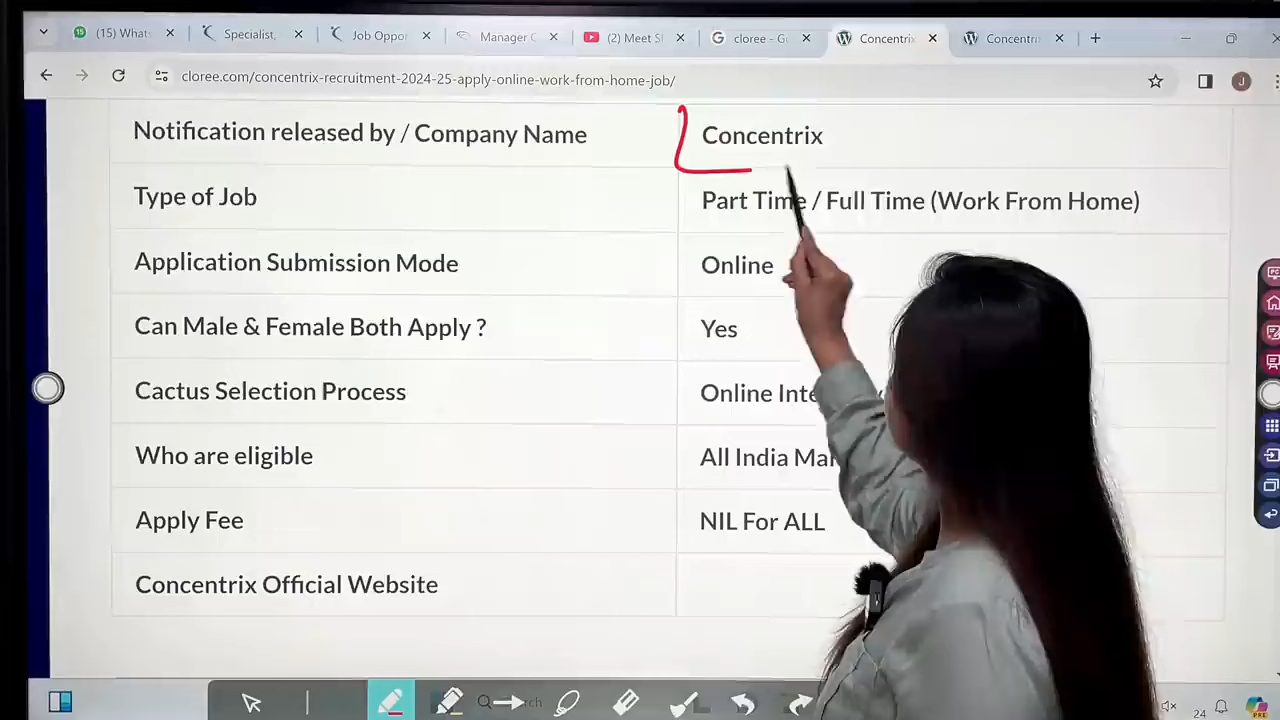 (15) Whats
Specialist,
Job Oppor
Manager C
(2) Meet S
cloree - G
Concentrix
Concentri
cloree.com/concentrix-recruitment-2024-25-apply-online-work-from-home-job/
J
Notification released by / Company Name Concentrix
Type of Job Part Time / Full Time (Work From Home)
Application Submission Mode Online
Can Male & Female Both Apply ? Yes
Cactus Selection Process Online Inte
Who are eligible All India Ma
Apply Fee NIL For ALL
Concentrix Official Website
24
PRE